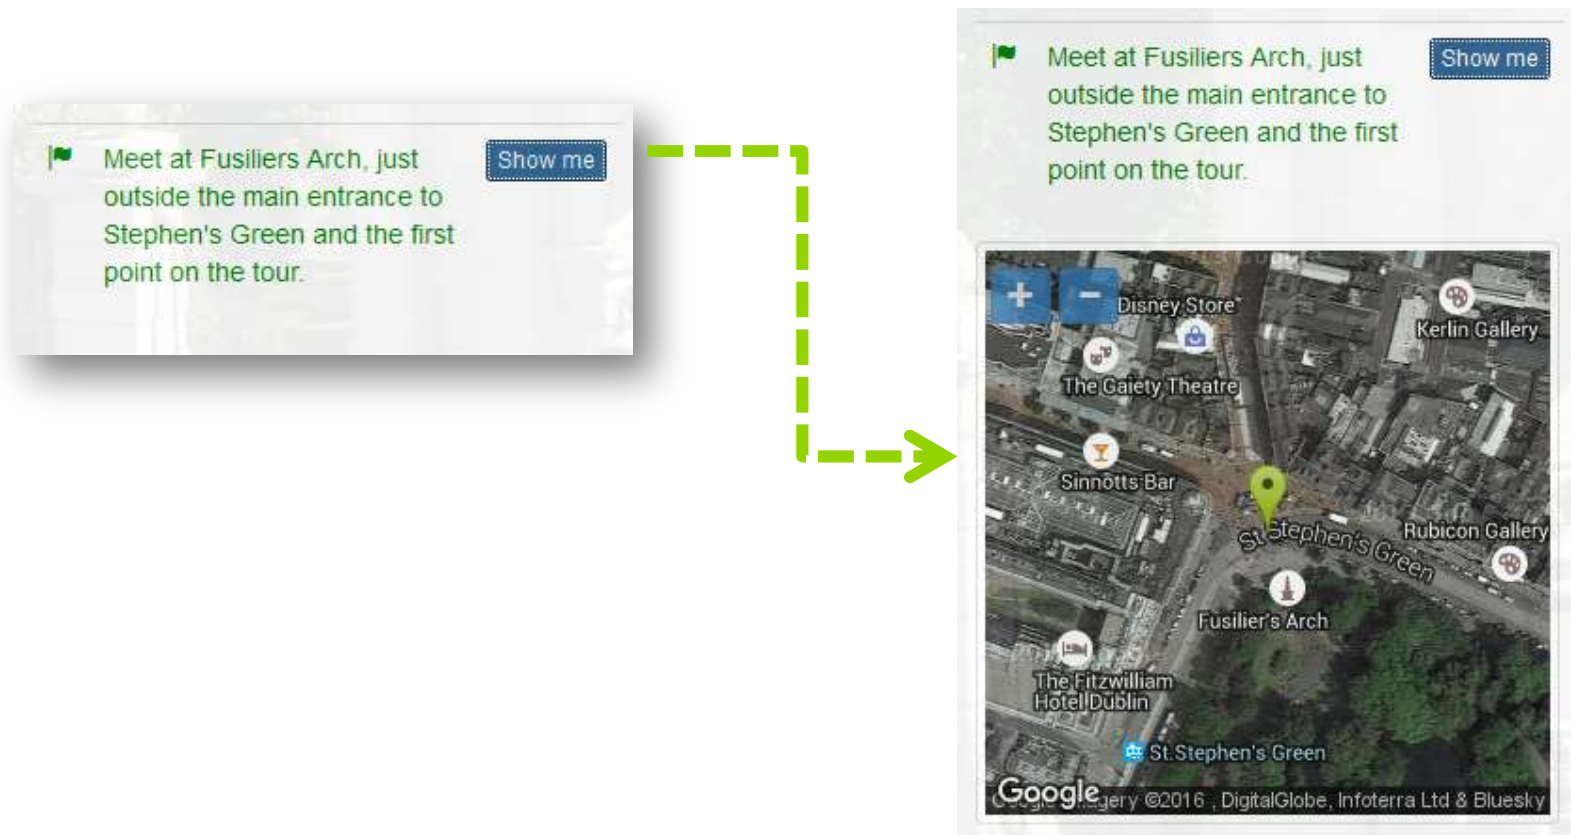 Meet at Fusiliers Arch, just
outside the main entrance to
Stephen's Green and the first
point on the tour.
Show me
Meet at Fusiliers Arch, just
outside the main entrance to
Stephen's Green and the first
point on the tour.
Show me
+ −
Disney Store
Kerlin Gallery
The Gaiety Theatre
Sinnotts Bar
St Stephen's Green
Rubicon Gallery
Fusilier's Arch
The Fitzwilliam
Hotel Dublin
St.Stephen's Green
Google
©2016 , DigitalGlobe, Infoterra Ltd & Bluesky